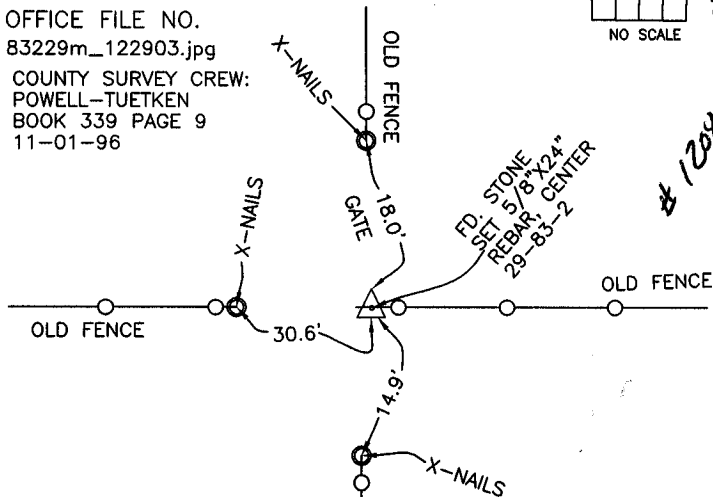 OFFICE FILE NO.
83229m_122903.jpg
COUNTY SURVEY CREW:
POWELL-TUETKEN
BOOK 339 PAGE 9
11-01-96
NO SCALE
X-NAILS
OLD FENCE
18.0'
GATE
FD. STONE
SET 5/8"X24"
REBAR, CENTER
29-83-2
X-NAILS
OLD FENCE
OLD FENCE
30.6'
14.9'
X-NAILS